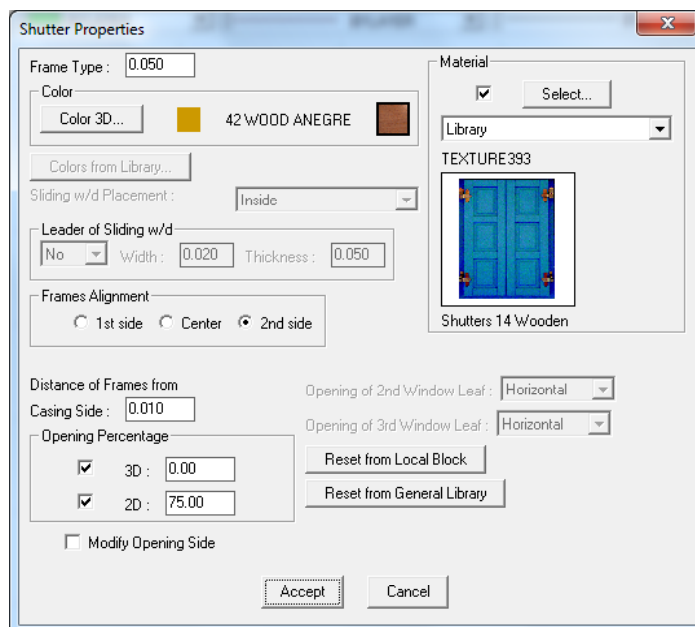 Shutter Properties
Frame Type : 0.050
Color
Color 3D... 42 WOOD ANEGRE
Colors from Library...
Sliding w/d Placement : Inside
Leader of Sliding w/d
No Width : 0.020 Thickness : 0.050
Frames Alignment
1st side Center 2nd side
Material
Select...
Library
TEXTURE393
Shutters 14 Wooden
Distance of Frames from
Casing Side : 0.010
Opening Percentage
3D : 0.00
2D : 75.00
Modify Opening Side
Opening of 2nd Window Leaf : Horizontal
Opening of 3rd Window Leaf : Horizontal
Reset from Local Block
Reset from General Library
Accept Cancel